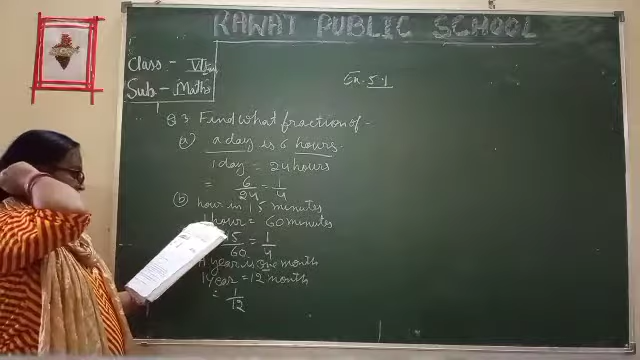 RAWAT PUBLIC SCHOOL
Class - VI
Sub - Maths
Ex. 5.1
Q 3 Find what fraction of -
(a) a day is 6 hours.
1 day = 24 hours
= 6/24 = 1/4
(b) hour in 15 minutes
1 hour = 60 minutes
5/60 = 1/4
A year is one month
1 year = 12 month
= 1/12